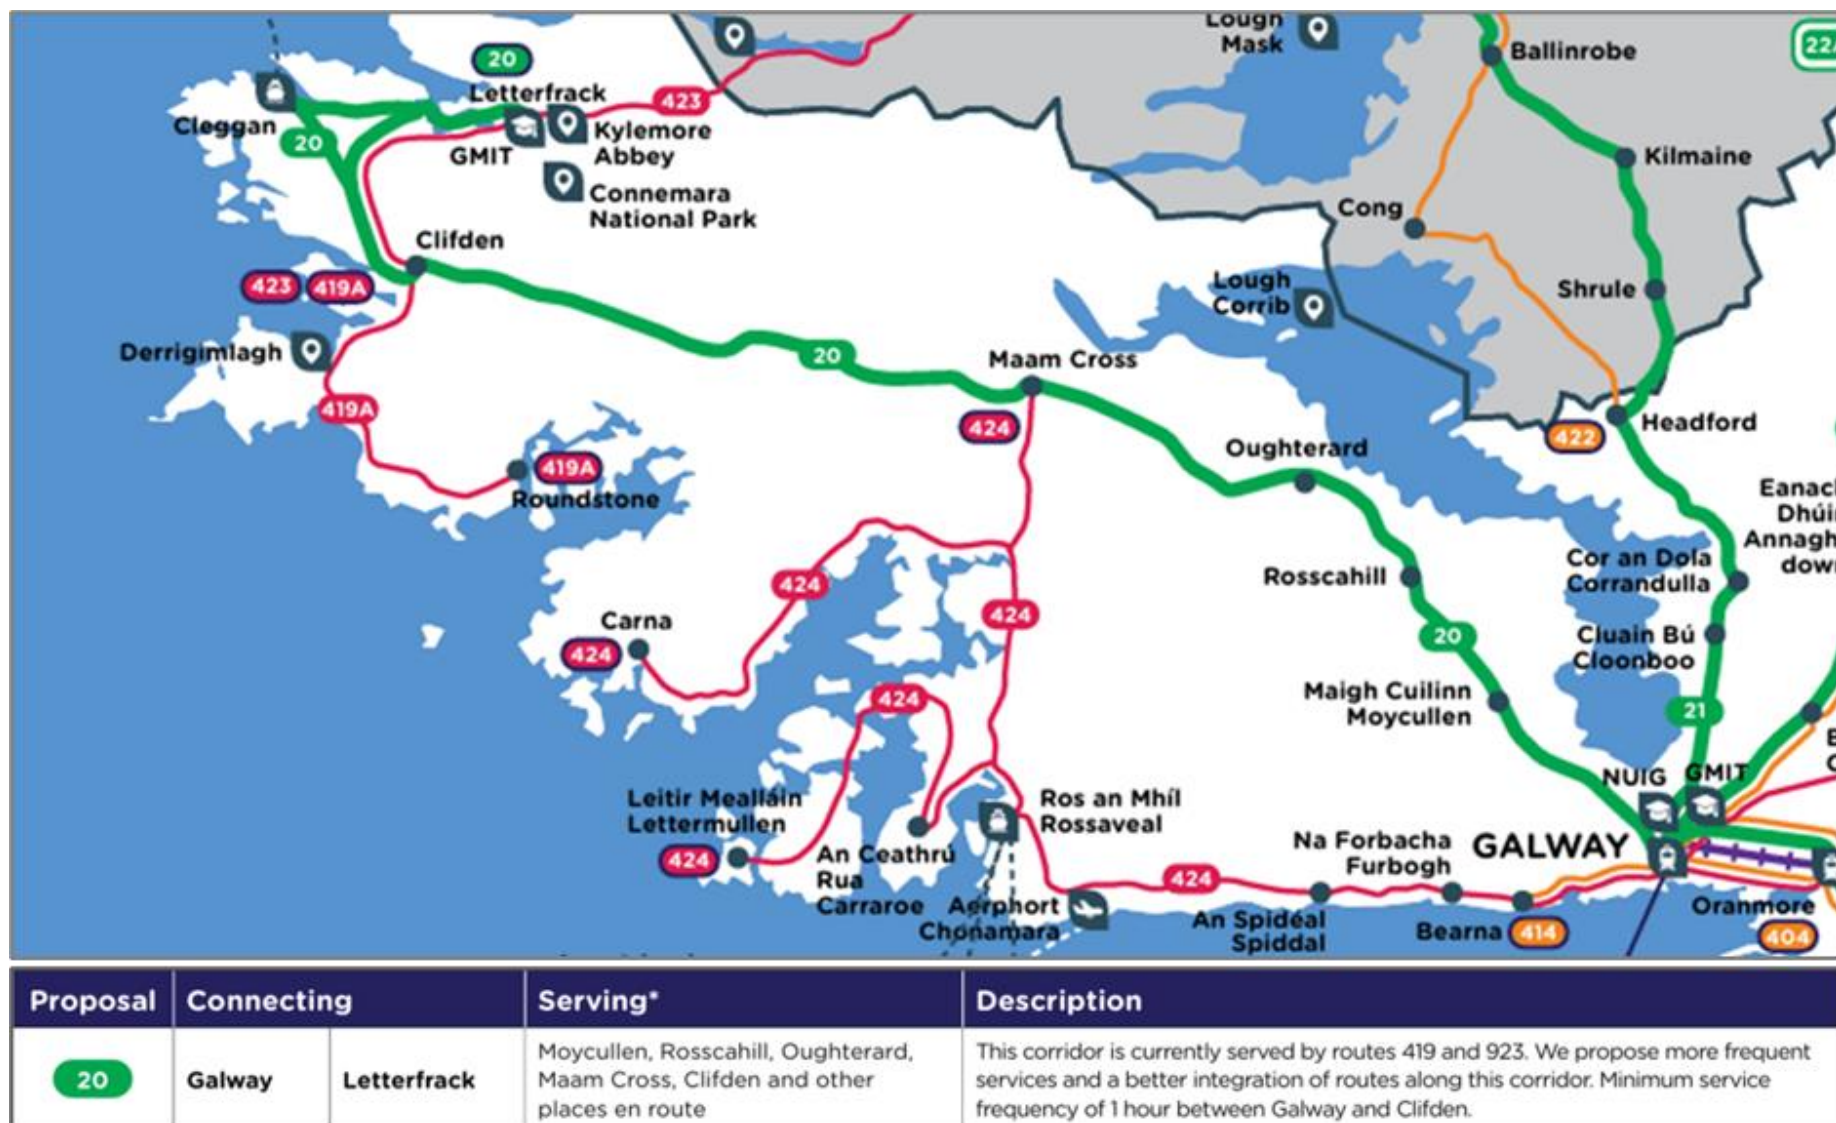 Lough
Mask
Ballinrobe
20
Letterfrack
423
Cleggan
20
GMIT
Kylemore
Abbey
Kilmaine
Connemara
National Park
Cong
Clifden
423
419A
Lough
Corrib
Shrule
Derrigimlagh
20
Maam Cross
419A
424
422
Headford
Oughterard
419A
Roundstone
Cor an Dola
Corrandulla
Rosscahill
424
424
Carna
424
20
Cluain Bú
Cloonboo
Maigh Cuilinn
Moycullen
424
21
NUIG
GMIT
Leitir Mealláin
Lettermullen
424
Ros an Mhíl
Rossaveal
Na Forbacha
Furbogh
GALWAY
An Ceathrú
Rua
Carraroe
424
Aerphort
Chonamara
An Spidéal
Spiddal
Bearna
414
Oranmore
404
Proposal
Connecting
Serving*
Description
20
Galway
Letterfrack
Moycullen, Rosscahill, Oughterard,
Maam Cross, Clifden and other
places en route
This corridor is currently served by routes 419 and 923. We propose more frequent
services and a better integration of routes along this corridor. Minimum service
frequency of 1 hour between Galway and Clifden.